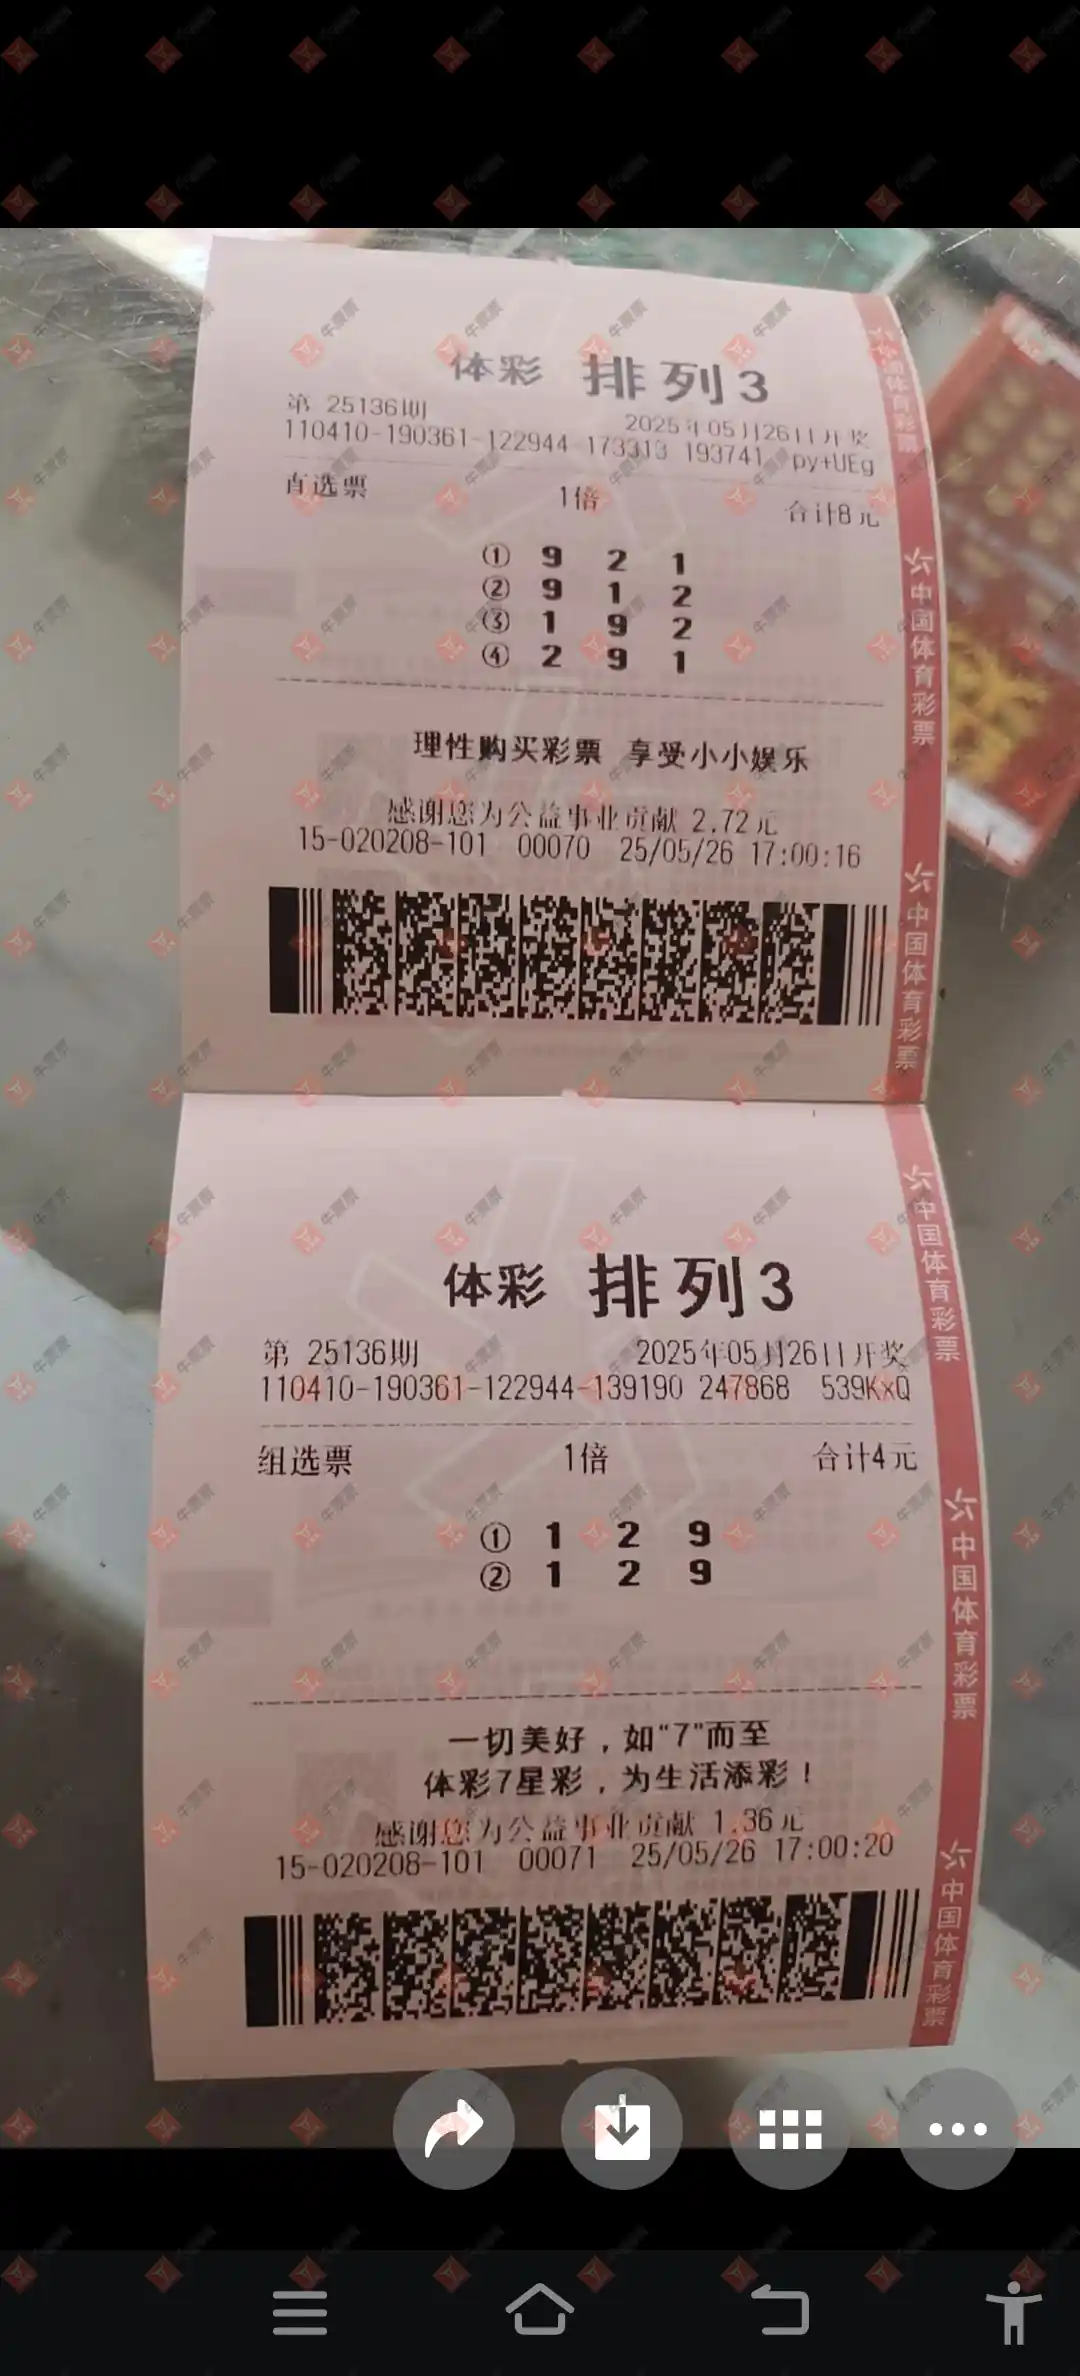 体彩 排列3
第 25136期 2025年05月26日开奖
110410-190361-122944-173313 193741 py+UEg
直选票 1倍 合计8元
① 9 2 1
② 9 1 2
③ 1 9 2
④ 2 9 1
理性购买彩票 享受小小娱乐
感谢您为公益事业贡献 2.72元
15-020208-101 00070 25/05/26 17:00:16
中国体育彩票
中国体育彩票
中国体育彩票
体彩 排列3
第 25136期 2025年05月26日开奖
110410-190361-122944-139190 247868 539KxQ
组选票 1倍 合计4元
① 1 2 9
② 1 2 9
一切美好，如“7”而至
体彩7星彩，为生活添彩！
感谢您为公益事业贡献 1.36元
15-020208-101 00071 25/05/26 17:00:20
中国体育彩票
中国体育彩票
中国体育彩票
牛票票